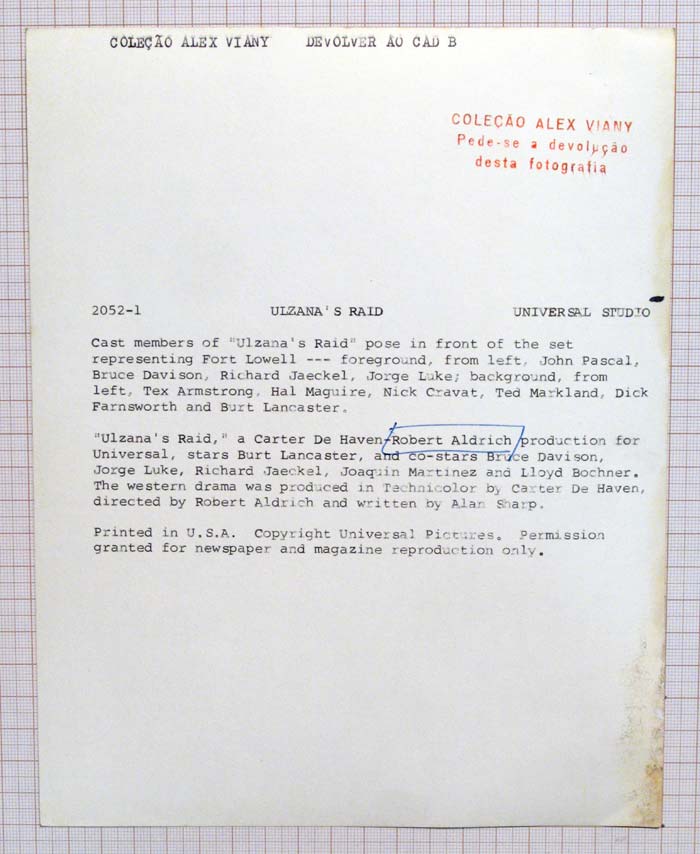 COLEÇÃO ALEX VIANY DEVOLVER AO CAD B
COLEÇÃO ALEX VIANY
Pede-se a devolução
desta fotografia
2052-1 ULZANA'S RAID UNIVERSAL STUDIO
Cast members of "Ulzana's Raid" pose in front of the set
representing Fort Lowell --- foreground, from left, John Pascal,
Bruce Davison, Richard Jaeckel, Jorge Luke; background, from
left, Tex Armstrong, Hal Maguire, Nick Cravat, Ted Markland, Dick
Farnsworth and Burt Lancaster.
"Ulzana's Raid," a Carter De Haven-Robert Aldrich production for
Universal, stars Burt Lancaster, and co-stars Bruce Davison,
Jorge Luke, Richard Jaeckel, Joaquin Martinez and Lloyd Bochner.
The western drama was produced in Technicolor by Carter De Haven,
directed by Robert Aldrich and written by Alan Sharp.
Printed in U.S.A. Copyright Universal Pictures. Permission
granted for newspaper and magazine reproduction only.